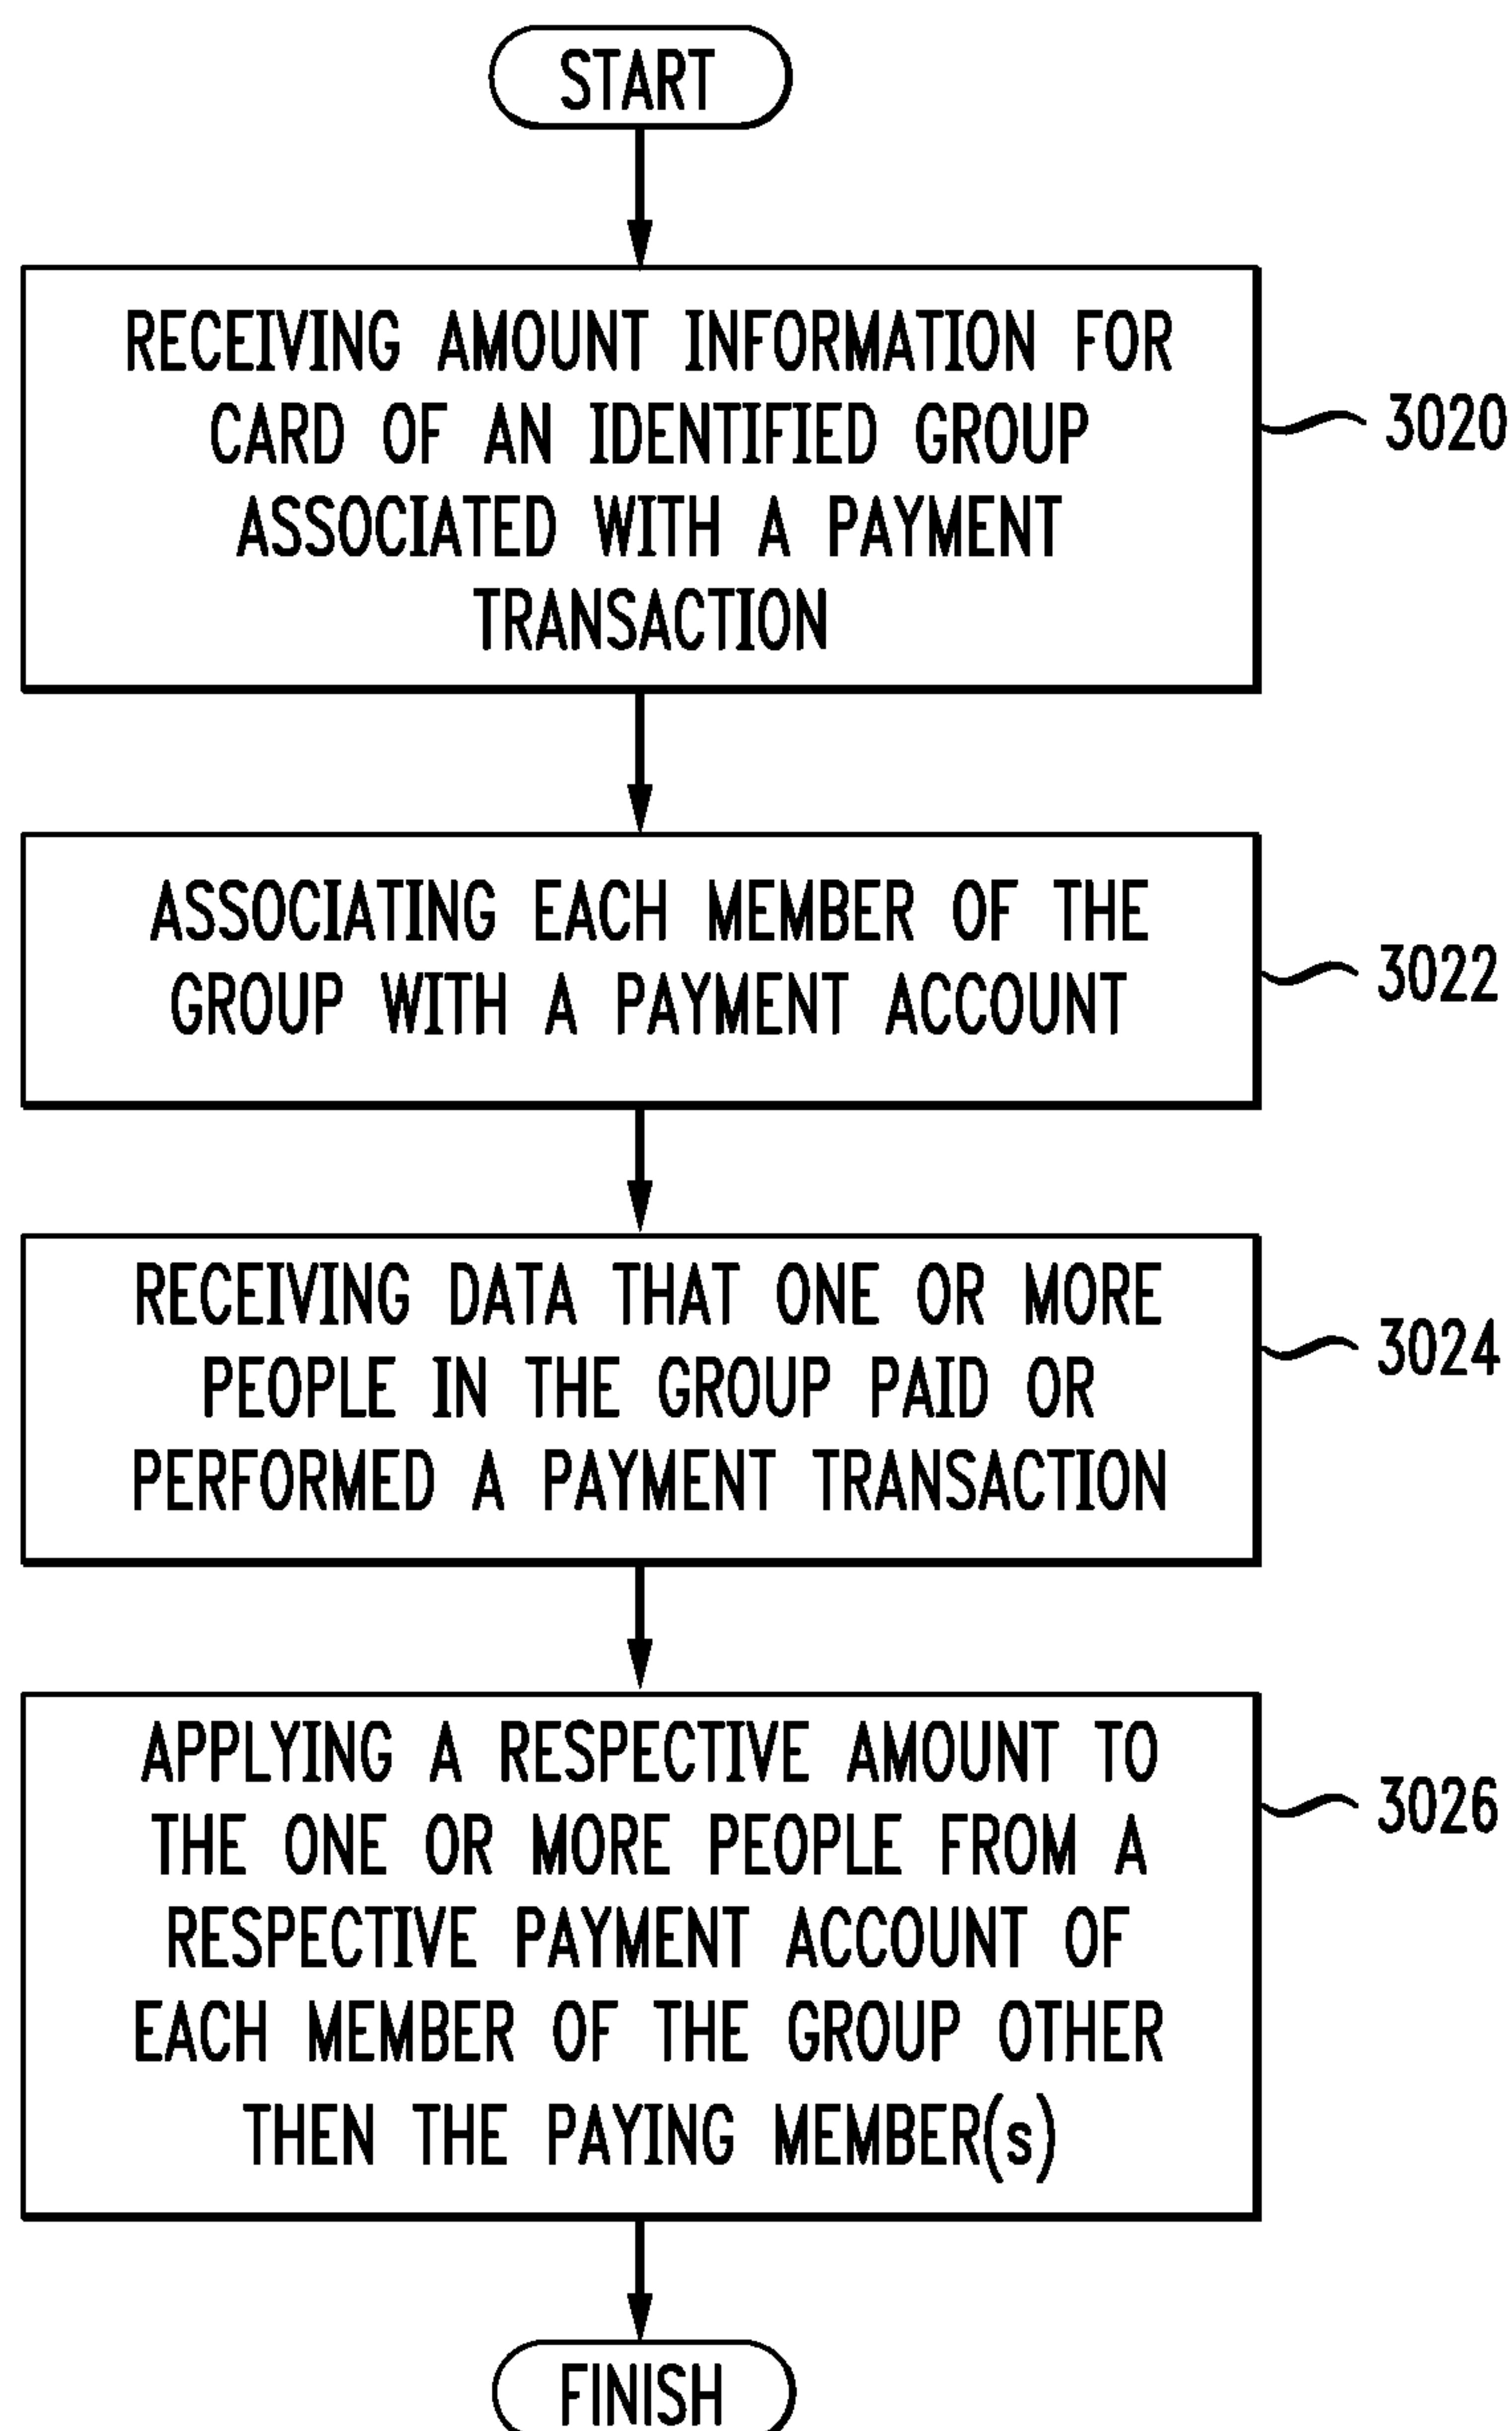 START
RECEIVING AMOUNT INFORMATION FOR
CARD OF AN IDENTIFIED GROUP
ASSOCIATED WITH A PAYMENT
TRANSACTION
3020
ASSOCIATING EACH MEMBER OF THE
GROUP WITH A PAYMENT ACCOUNT
3022
RECEIVING DATA THAT ONE OR MORE
PEOPLE IN THE GROUP PAID OR
PERFORMED A PAYMENT TRANSACTION
3024
APPLYING A RESPECTIVE AMOUNT TO
THE ONE OR MORE PEOPLE FROM A
RESPECTIVE PAYMENT ACCOUNT OF
EACH MEMBER OF THE GROUP OTHER
THEN THE PAYING MEMBER(s)
3026
FINISH